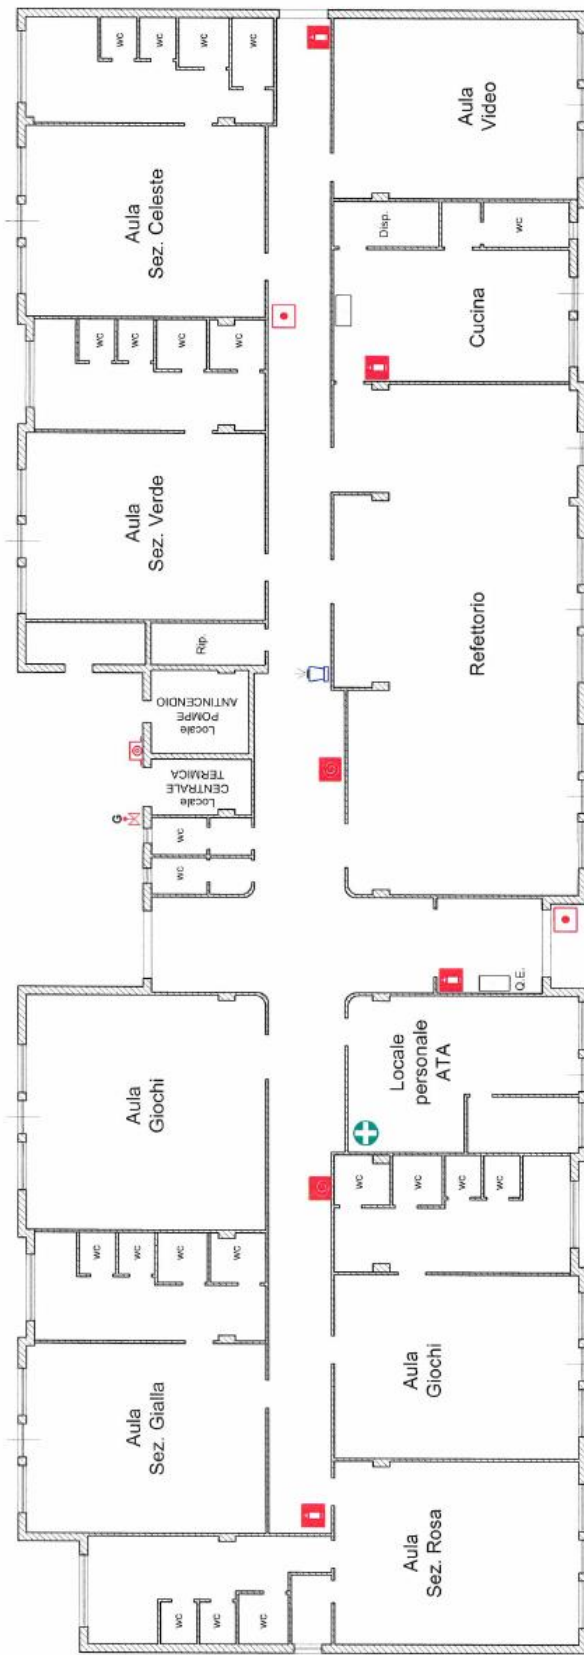 wc
wc
wc
wc
Aula
Sez. Celeste
wc
wc
wc
wc
Aula
Sez. Verde
Rip.
Locale
POMPE
ANTINCENDIO
Locale
CENTRALE
TERMICA
G
wc
wc
Aula
Giochi
wc
wc
wc
wc
Aula
Sez. Gialla
wc
wc
wc
Aula
Video
Disp.
wc
Cucina
Refettorio
Q.E.
Locale
personale
ATA
wc
wc
wc
wc
Aula
Giochi
Aula
Sez. Rosa